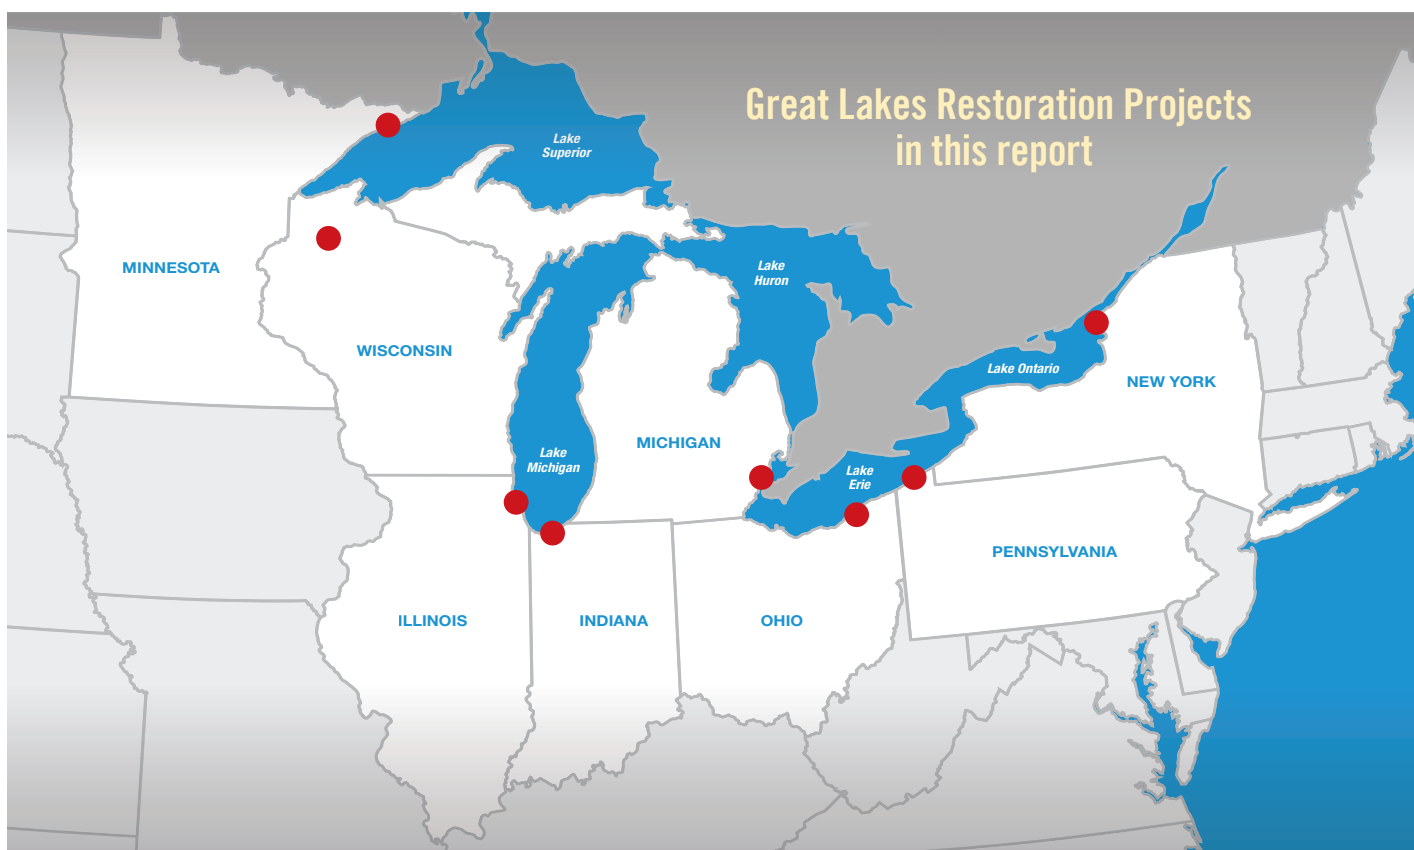 Great Lakes Restoration Projects
in this report
Lake
Superior
MINNESOTA
Lake
Huron
WISCONSIN
Lake Ontario
NEW YORK
MICHIGAN
Lake
Michigan
Lake
Erie
PENNSYLVANIA
ILLINOIS
INDIANA
OHIO